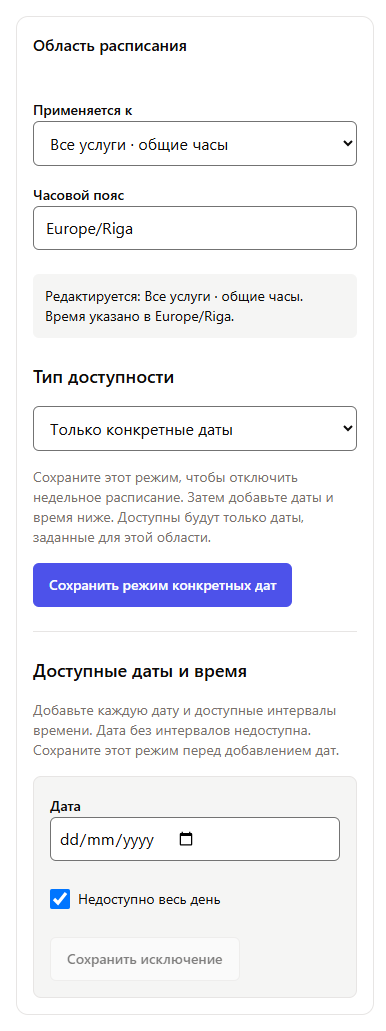 Область расписания
Применяется к
Все услуги · общие часы
Часовой пояс
Europe/Riga
Редактируется: Все услуги · общие часы.
Время указано в Europe/Riga.
Тип доступности
Только конкретные даты
Сохраните этот режим, чтобы отключить
недельное расписание. Затем добавьте даты и
время ниже. Доступны будут только даты,
заданные для этой области.
Сохранить режим конкретных дат
Доступные даты и время
Добавьте каждую дату и доступные интервалы
времени. Дата без интервалов недоступна.
Сохраните этот режим перед добавлением дат.
Дата
dd/mm/yyyy
Недоступно весь день
Сохранить исключение